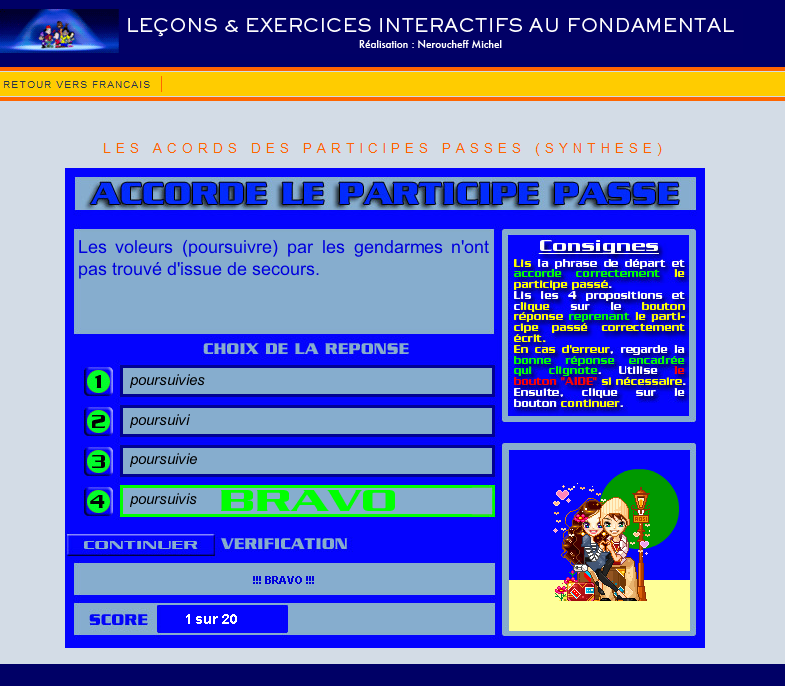 LEÇONS & EXERCICES INTERACTIFS AU FONDAMENTAL
Réalisation : Neroucheff Michel
RETOUR VERS FRANCAIS
LES ACORDS DES PARTICIPES PASSES (SYNTHESE)
ACCORDE LE PARTICIPE PASSE
Les voleurs (poursuivre) par les gendarmes n'ont
pas trouvé d'issue de secours.
CHOIX DE LA REPONSE
1 poursuivies
2 poursuivi
3 poursuivie
4 poursuivis BRAVO
CONTINUER VERIFICATION
!!! BRAVO !!!
SCORE 1 sur 20
Consignes
Lis la phrase de départ et
accorde correctement le
participe passé.
Lis les 4 propositions et
clique sur le bouton
réponse reprenant le parti-
cipe passé correctement
écrit.
En cas d'erreur, regarde la
bonne réponse encadrée
qui clignote. Utilise le
bouton "AIDE" si nécessaire.
Ensuite, clique sur le
bouton continuer.